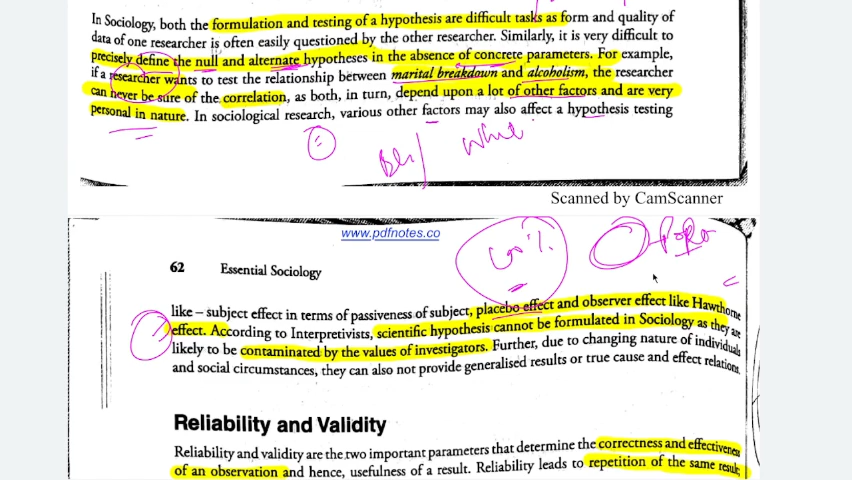 In Sociology, both the formulation and testing of a hypothesis are difficult tasks as form and quality of
data of one researcher is often easily questioned by the other researcher. Similarly, it is very difficult to
precisely define the null and alternate hypotheses in the absence of concrete parameters. For example,
if a researcher wants to test the relationship between marital breakdown and alcoholism, the researcher
can never be sure of the correlation, as both, in turn, depend upon a lot of other factors and are very
personal in nature. In sociological research, various other factors may also affect a hypothesis testing
Scanned by CamScanner
www.pdfnotes.co
62 Essential Sociology
like – subject effect in terms of passiveness of subject, placebo effect and observer effect like Hawthorne
effect. According to Interpretivists, scientific hypothesis cannot be formulated in Sociology as they are
likely to be contaminated by the values of investigators. Further, due to changing nature of individuals
and social circumstances, they can also not provide generalised results or true cause and effect relations.
Reliability and Validity
Reliability and validity are the two important parameters that determine the correctness and effectiveness
of an observation and hence, usefulness of a result. Reliability leads to repetition of the same result;